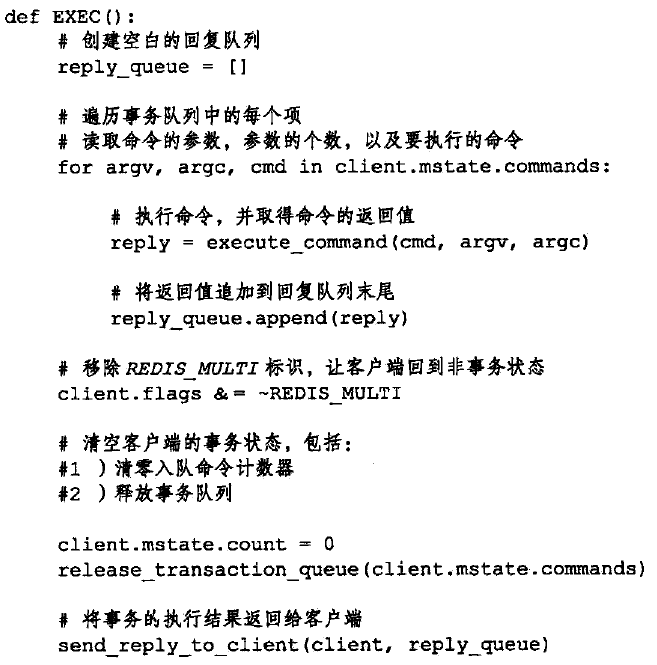 def EXEC():
# 创建空白的回复队列
reply_queue = []
# 遍历事务队列中的每个项
# 读取命令的参数，参数的个数，以及要执行的命令
for argv, argc, cmd in client.mstate.commands:
# 执行命令，并取得命令的返回值
reply = execute_command(cmd, argv, argc)
# 将返回值追加到回复队列末尾
reply_queue.append(reply)
# 移除 REDIS_MULTI 标识，让客户端回到非事务状态
client.flags &= ~REDIS_MULTI
# 清空客户端的事务状态，包括：
#1 ）清零入队命令计数器
#2 ）释放事务队列
client.mstate.count = 0
release_transaction_queue(client.mstate.commands)
# 将事务的执行结果返回给客户端
send_reply_to_client(client, reply_queue)